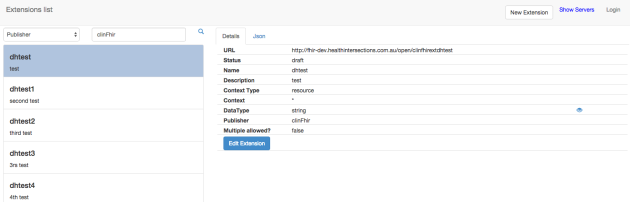 Extensions list
New Extension
Show Servers
Login
Publisher
clinFhir
dhtest
test
dhtest1
second test
dhtest2
third test
dhtest3
3rs test
dhtest4
4th test
Details
Json
URL http://fhir-dev.healthintersections.com.au/open/clinfhirextdhtest
Status draft
Name dhtest
Description test
Context Type resource
Context *
DataType string
Publisher clinFhir
Multiple allowed? false
Edit Extension